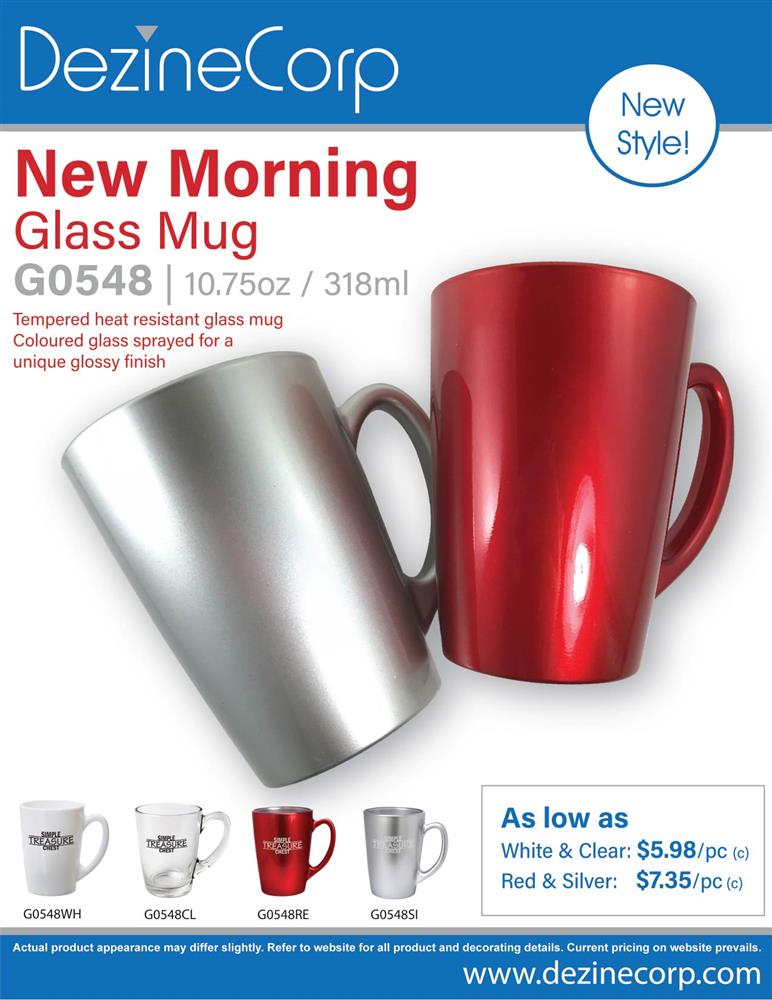 DezineCorp
New
Style!
New Morning
Glass Mug
G0548 | 10.75oz / 318ml
Tempered heat resistant glass mug
Coloured glass sprayed for a
unique glossy finish
SIMPLE
TREASURE
CHEST
SIMPLE
TREASURE
CHEST
SIMPLE
TREASURE
CHEST
SIMPLE
TREASURE
CHEST
G0548WH
G0548CL
G0548RE
G0548SI
As low as
White & Clear: $5.98/pc (c)
Red & Silver: $7.35/pc (c)
Actual product appearance may differ slightly. Refer to website for all product and decorating details. Current pricing on website prevails.
www.dezinecorp.com